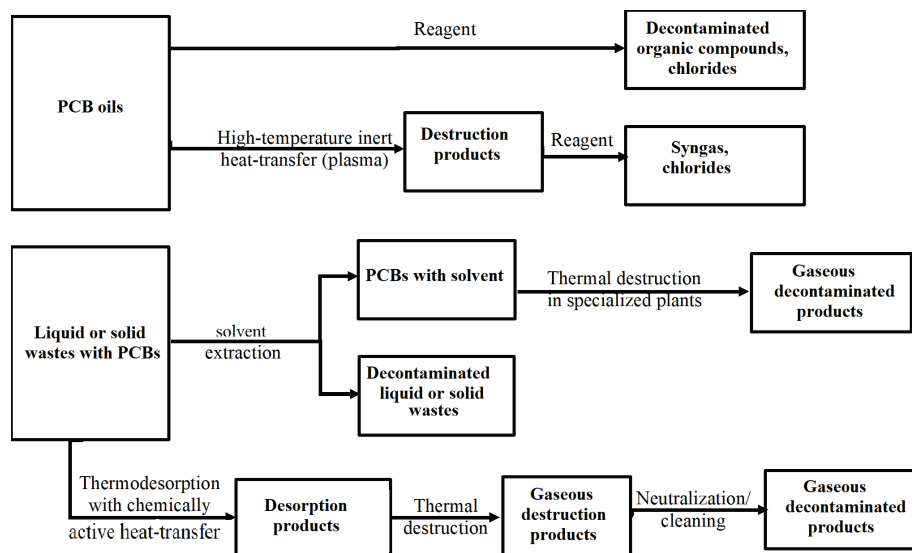 Reagent
Decontaminated
organic compounds,
chlorides
PCB oils
High-temperature inert
heat-transfer (plasma)
Destruction
products
Reagent
Syngas,
chlorides
Liquid or solid
wastes with PCBs
solvent
extraction
PCBs with solvent
Thermal destruction
in specialized plants
Gaseous
decontaminated
products
Decontaminated
liquid or solid
wastes
Thermodesorption
with chemically
active heat-transfer
Desorption
products
Thermal
destruction
Gaseous
destruction
products
Neutralization/
cleaning
Gaseous
decontaminated
products